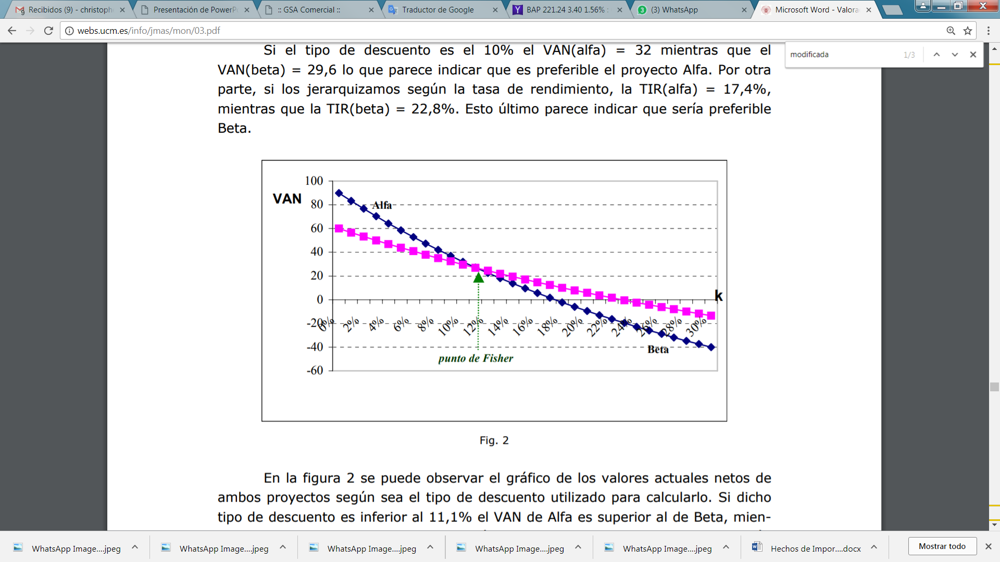 Recibidos (9) - christoph
Presentación de PowerP
:: GSA Comercial ::
Traductor de Google
BAP 221.24 3.40 1.56% :
(3) WhatsApp
Microsoft Word - Valora
webs.ucm.es/info/jmas/mon/03.pdf
modificada
1/3
Si el tipo de descuento es el 10% el VAN(alfa) = 32 mientras que el
VAN(beta) = 29,6 lo que parece indicar que es preferible el proyecto Alfa. Por otra
parte, si los jerarquizamos según la tasa de rendimiento, la TIR(alfa) = 17,4%,
mientras que la TIR(beta) = 22,8%. Esto último parece indicar que sería preferible
Beta.
VAN
100
80
60
40
20
0
-20
-40
-60
Alfa
k
0%
2%
4%
6%
8%
10%
12%
14%
16%
18%
20%
22%
24%
26%
28%
30%
Beta
punto de Fisher
Fig. 2
En la figura 2 se puede observar el gráfico de los valores actuales netos de
ambos proyectos según sea el tipo de descuento utilizado para calcularlo. Si dicho
tipo de descuento es inferior al 11,1% el VAN de Alfa es superior al de Beta, mien-
WhatsApp Image....jpeg
WhatsApp Image....jpeg
WhatsApp Image....jpeg
WhatsApp Image....jpeg
WhatsApp Image....jpeg
Hechos de Impor....docx
Mostrar todo